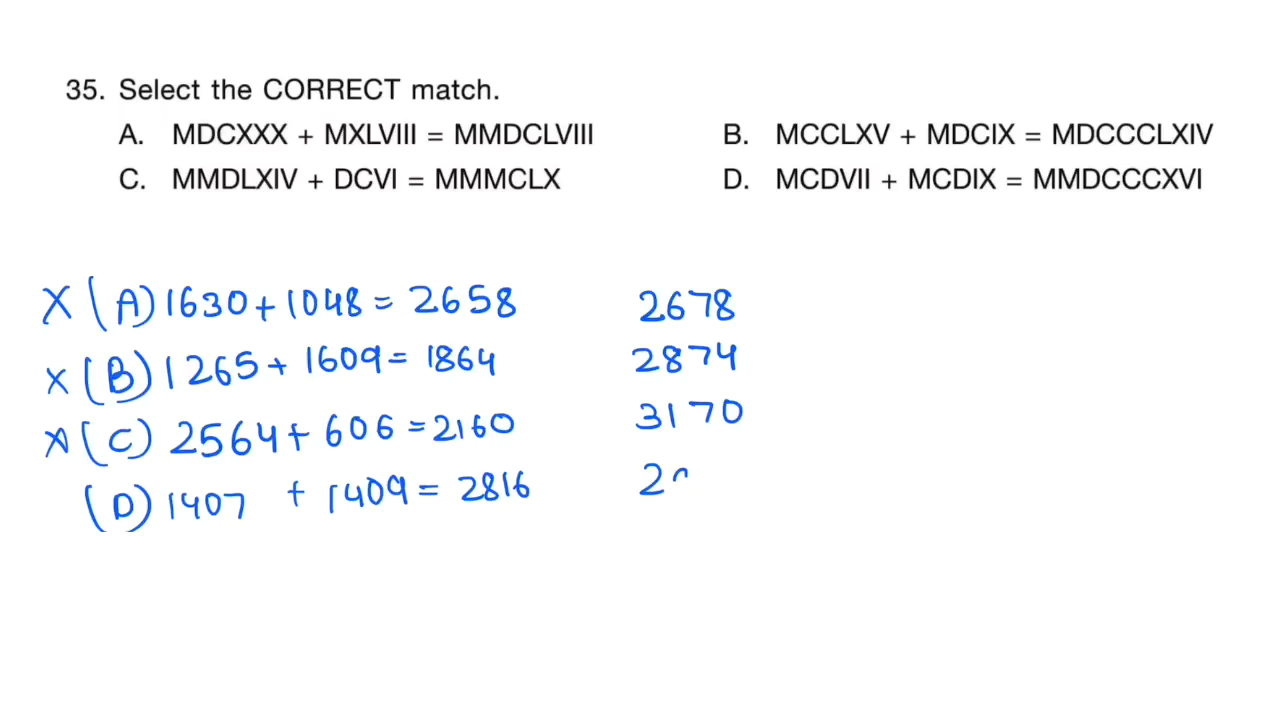 35. Select the CORRECT match.
A. MDCXXX + MXLVIII = MMDCLVIII B. MCCLXV + MDCIX = MDCCCLXIV
C. MMDLXIV + DCVI = MMMCLX D. MCDVII + MCDIX = MMDCCCXVI
X (A) 1630 + 1048 = 2658 2678
X (B) 1265 + 1609 = 1864 2874
X (C) 2564 + 606 = 2160 3170
(D) 1407 + 1409 = 2816 2